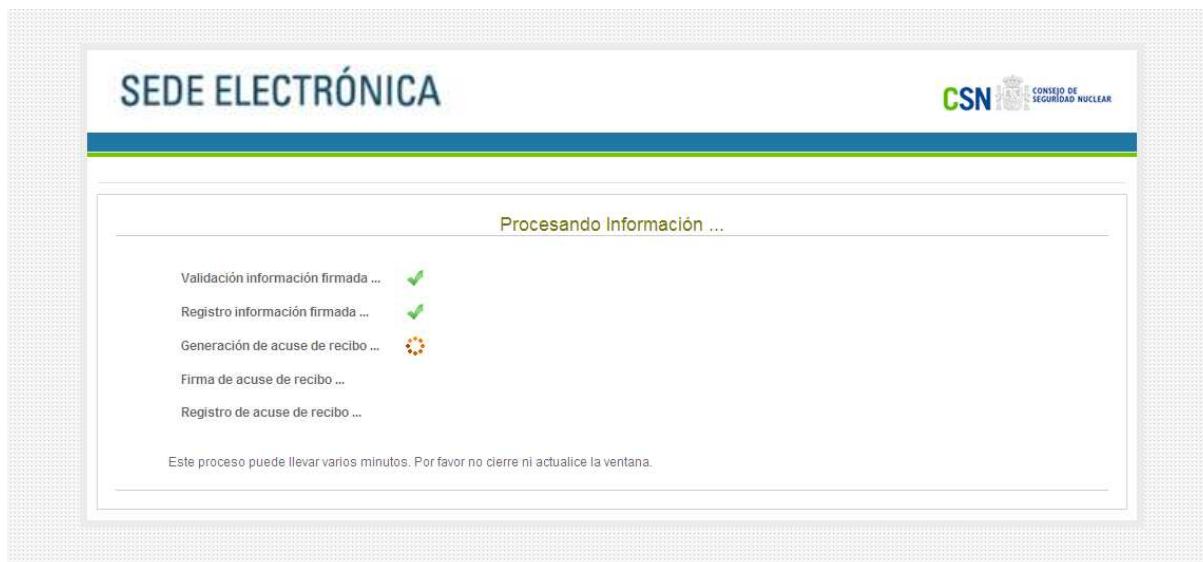 SEDE ELECTRÓNICA
CSN CONSEJO DE
SEGURIDAD NUCLEAR
Procesando Información ...
Validación información firmada ...
Registro información firmada ...
Generación de acuse de recibo ...
Firma de acuse de recibo ...
Registro de acuse de recibo ...
Este proceso puede llevar varios minutos. Por favor no cierre ni actualice la ventana.